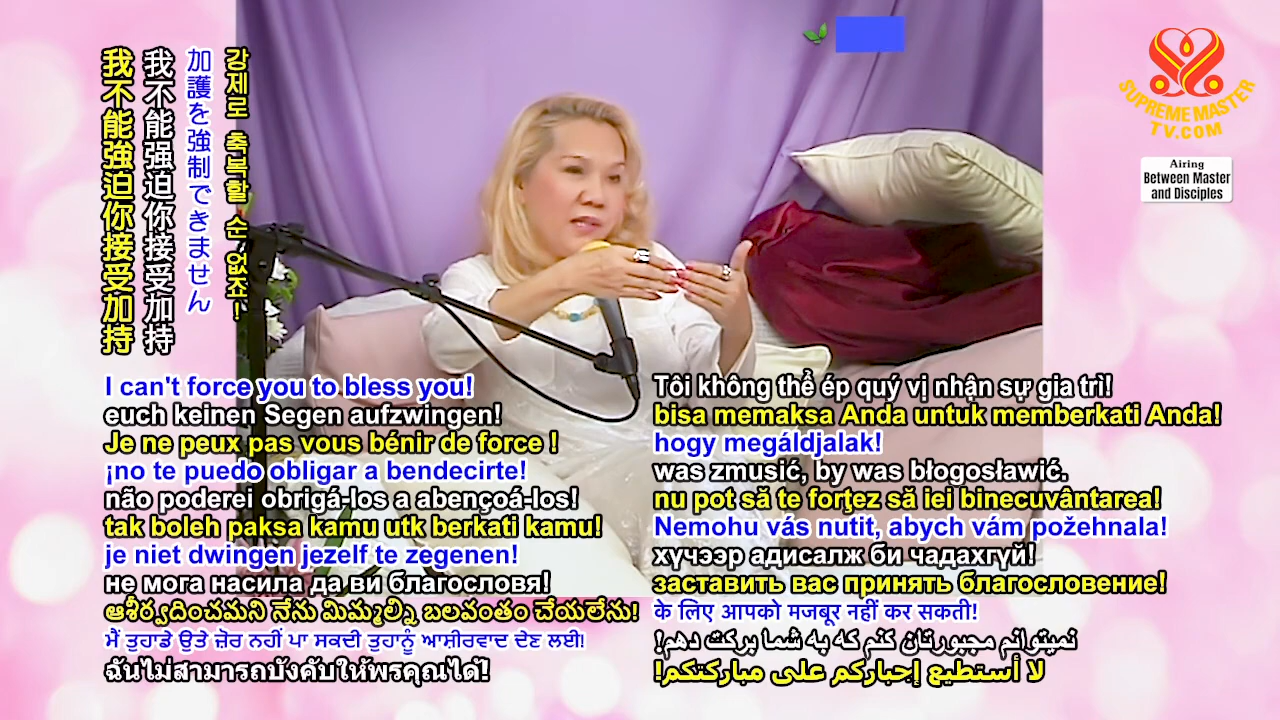 我不能強迫你接受加持
我不能强迫你接受加持
加護を強制できません
강제로 축복할 순 없죠!
SUPREME MASTER
TV.COM
Airing
Between Master
and Disciples
I can't force you to bless you!
euch keinen Segen aufzwingen!
Je ne peux pas vous bénir de force !
¡no te puedo obligar a bendecirte!
não poderei obrigá-los a abençoá-los!
tak boleh paksa kamu utk berkati kamu!
je niet dwingen jezelf te zegenen!
не мога насила да ви благословя!
ఆశీర్వదించమని నేను మిమ్మల్ని బలవంతం చేయలేను!
ਮੈਂ ਤੁਹਾਡੇ ਉਤੇ ਜ਼ੋਰ ਨਹੀਂ ਪਾ ਸਕਦੀ ਤੁਹਾਨੂੰ ਆਸ਼ੀਰਵਾਦ ਦੇਣ ਲਈ!
ฉันไม่สามารถบังคับให้พรคุณได้!
Tôi không thể ép quý vị nhận sự gia trì!
bisa memaksa Anda untuk memberkati Anda!
hogy megáldjalak!
was zmusić, by was błogosławić.
nu pot să te forţez să iei binecuvântarea!
Nemohu vás nutit, abych vám požehnala!
хүчээр адисалж би чадахгүй!
заставить вас принять благословение!
के लिए आपको मजबूर नहीं कर सकती!
نمیتوانم مجبورتان کنم که به شما برکت دهم!
لا أستطيع إجباركم على مباركتكم!